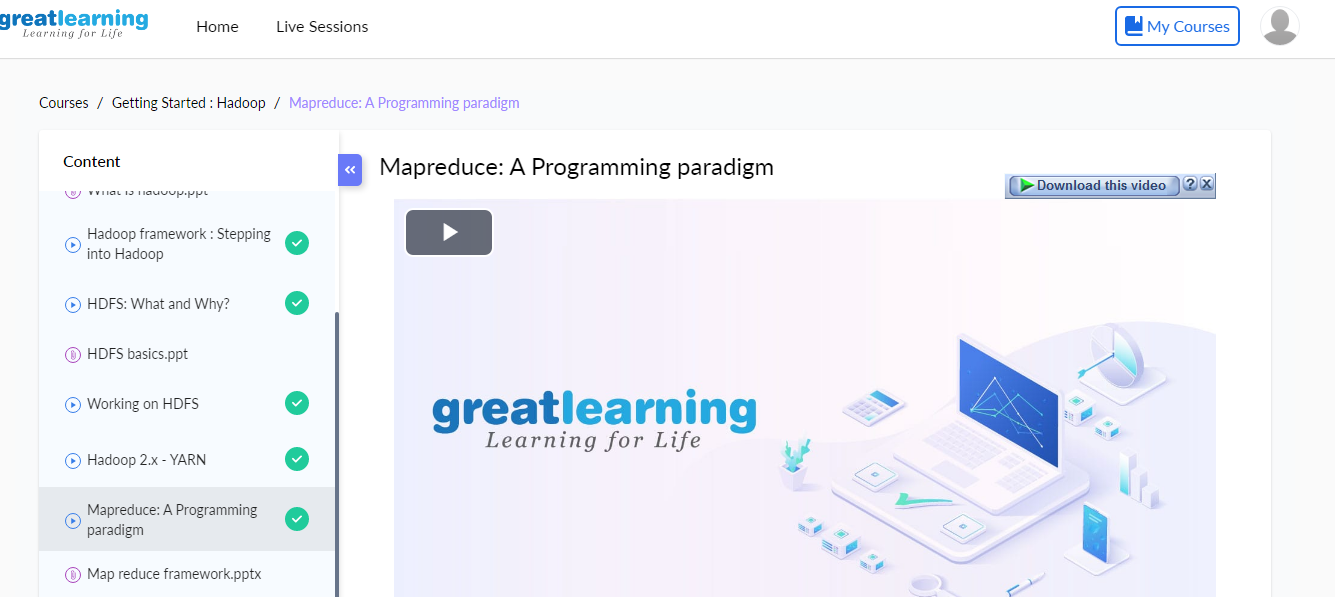 greatlearning
Learning for Life
Home
Live Sessions
My Courses
Courses / Getting Started : Hadoop / Mapreduce: A Programming paradigm
Content
What is hadoop.ppt
Hadoop framework : Stepping
into Hadoop
HDFS: What and Why?
HDFS basics.ppt
Working on HDFS
Hadoop 2.x - YARN
Mapreduce: A Programming
paradigm
Map reduce framework.pptx
«
Mapreduce: A Programming paradigm
Download this video ? X
greatlearning
Learning for Life